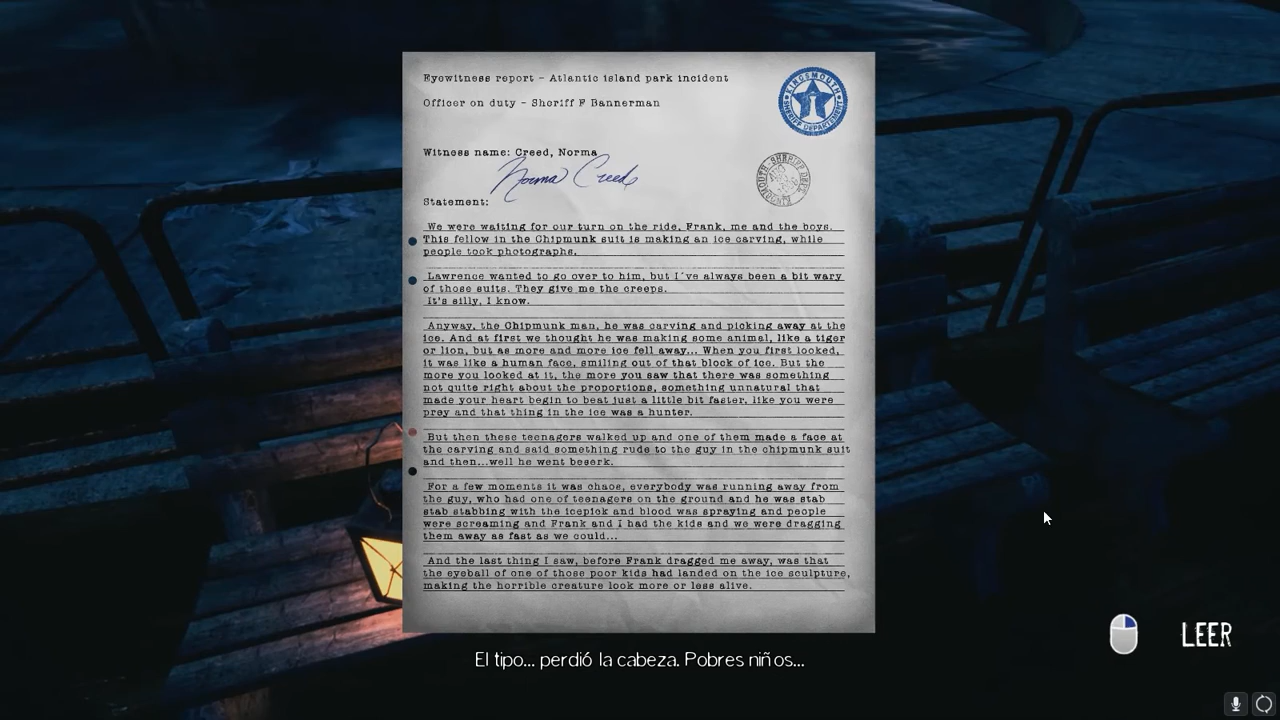 Eyewitness report - Atlantic island park incident
Officer on duty - Sheriff F Bannerman
KINGSMOUTH
SHERIFF DEPARTEMENT
Witness name: Creed, Norma
Norma Creed
Statement:
We were waiting for our turn on the ride, Frank, me and the boys.
This fellow in the Chipmunk suit is making an ice carving, while
people took photographs.
Lawrence wanted to go over to him, but I've always been a bit wary
of those suits. They give me the creeps.
It's silly, I know.
Anyway, the Chipmunk man, he was carving and picking away at the
ice. And at first we thought he was making some animal, like a tiger
or lion, but as more and more ice fell away... When you first looked,
it was like a human face, smiling out of that block of ice. But the
more you looked at it, the more you saw that there was something
not quite right about the proportions, something unnatural that
made your heart begin to beat just a little bit faster, like you were
prey and that thing in the ice was a hunter.
But then these teenagers walked up and one of them made a face at
the carving and said something rude to the guy in the chipmunk suit
and then...well he went beserk.
For a few moments it was chaos, everybody was running away from
the guy, who had one of teenagers on the ground and he was stab
stab stabbing with the icepick and blood was spraying and people
were screaming and Frank and I had the kids and we were dragging
them away as fast as we could...
And the last thing I saw, before Frank dragged me away, was that
the eyeball of one of those poor kids had landed on the ice sculpture,
making the horrible creature look more or less alive.
LEER
El tipo... perdió la cabeza. Pobres niños...